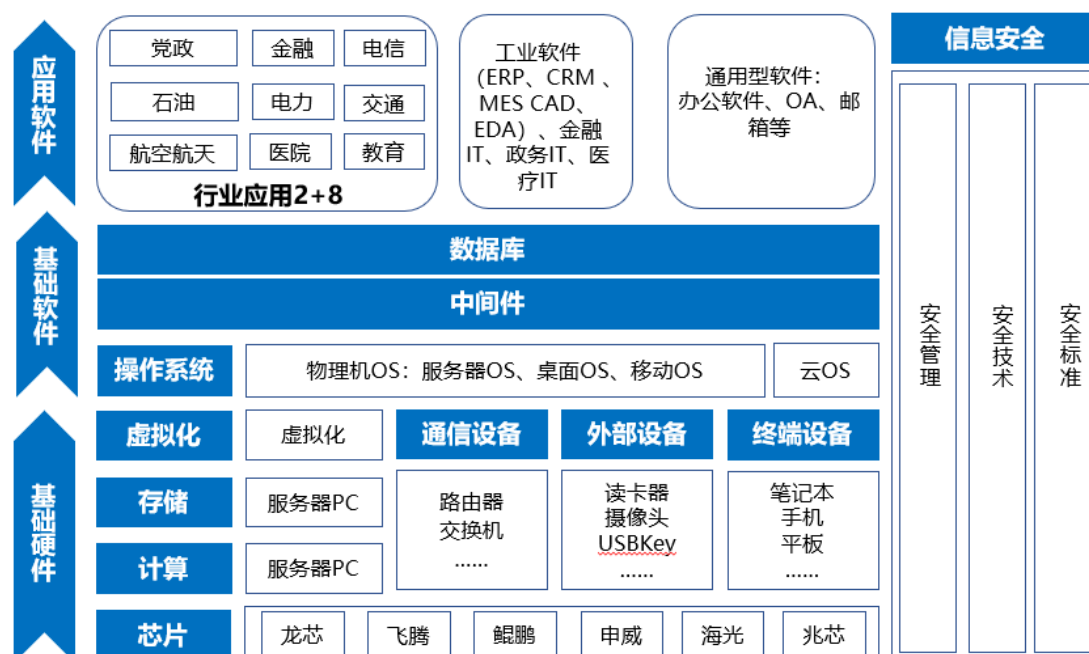 应用软件
党政
金融
电信
石油
电力
交通
航空航天
医院
教育
行业应用2+8
工业软件
（ERP、CRM 、
MES CAD、
EDA）、金融
IT、政务IT、医
疗IT
通用型软件：
办公软件、OA、邮
箱等
信息安全
安全管理
安全技术
安全标准
基础软件
数据库
中间件
操作系统
物理机OS：服务器OS、桌面OS、移动OS
云OS
基础硬件
虚拟化
虚拟化
通信设备
外部设备
终端设备
存储
服务器PC
路由器
交换机
……
读卡器
摄像头
USBKey
……
笔记本
手机
平板
……
计算
服务器PC
芯片
龙芯
飞腾
鲲鹏
申威
海光
兆芯